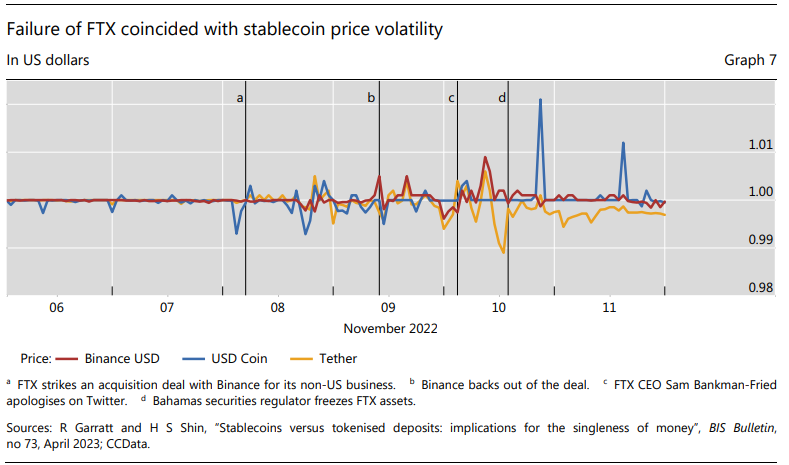 Failure of FTX coincided with stablecoin price volatility
In US dollars Graph 7
a b c d
1.01
1.00
0.99
0.98
06 07 08 09 10 11
November 2022
Price: Binance USD USD Coin Tether
a FTX strikes an acquisition deal with Binance for its non-US business. b Binance backs out of the deal. c FTX CEO Sam Bankman-Fried
apologises on Twitter. d Bahamas securities regulator freezes FTX assets.
Sources: R Garratt and H S Shin, “Stablecoins versus tokenised deposits: implications for the singleness of money”, BIS Bulletin,
no 73, April 2023; CCData.